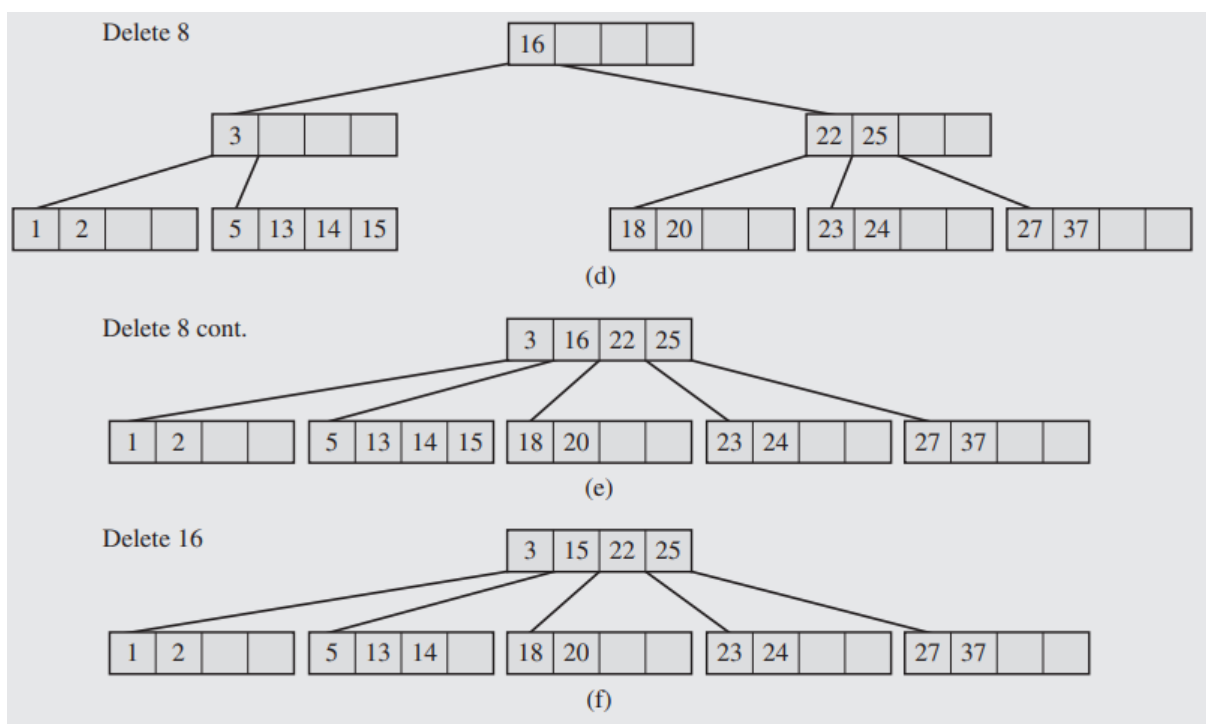 Delete 8
16
3
22 25
1 2
5 13 14 15
18 20
23 24
27 37
(d)
Delete 8 cont.
3 16 22 25
1 2
5 13 14 15
18 20
23 24
27 37
(e)
Delete 16
3 15 22 25
1 2
5 13 14
18 20
23 24
27 37
(f)